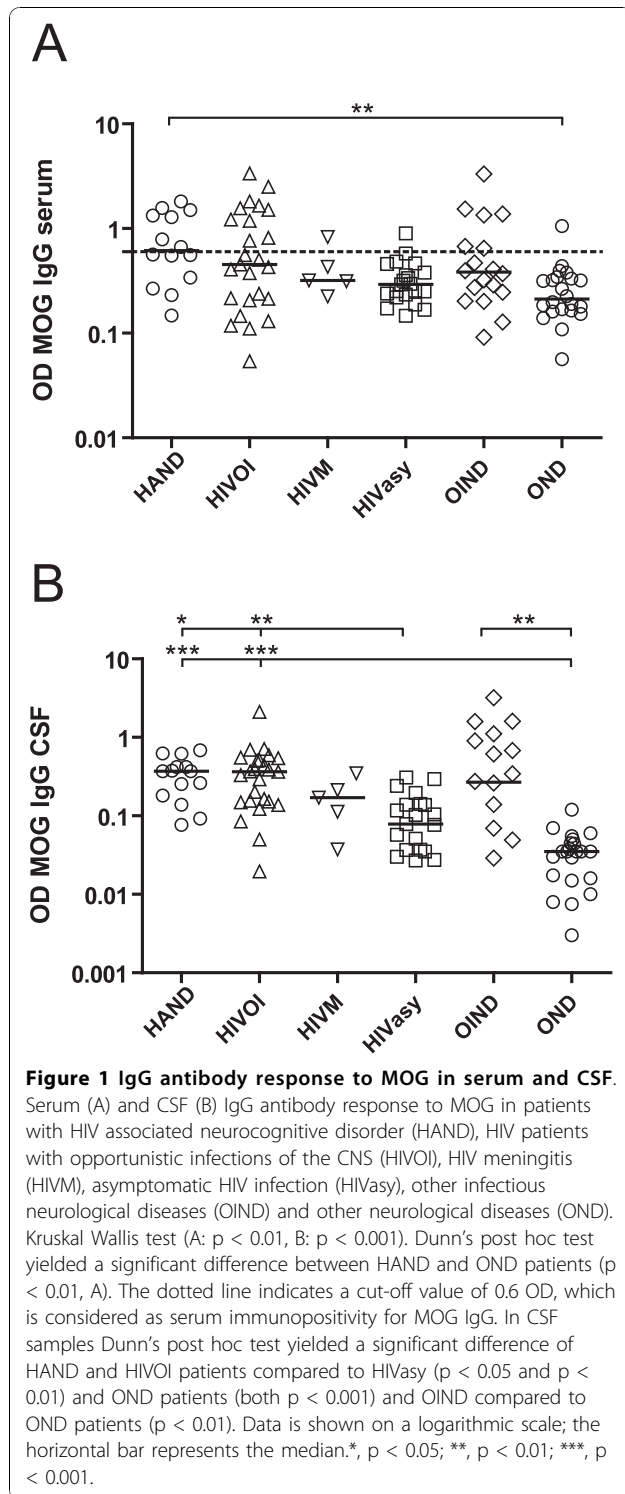 A
**
10
1
0.1
0.01
OD MOG IgG serum
HAND HIVOI HIVM HIVasy OIND OND
B
* ** **
*** ***
10
1
0.1
0.01
0.001
OD MOG IgG CSF
HAND HIVOI HIVM HIVasy OIND OND
Figure 1 IgG antibody response to MOG in serum and CSF.
Serum (A) and CSF (B) IgG antibody response to MOG in patients
with HIV associated neurocognitive disorder (HAND), HIV patients
with opportunistic infections of the CNS (HIVOI), HIV meningitis
(HIVM), asymptomatic HIV infection (HIVasy), other infectious
neurological diseases (OIND) and other neurological diseases (OND).
Kruskal Wallis test (A: p < 0.01, B: p < 0.001). Dunn's post hoc test
yielded a significant difference between HAND and OND patients (p
< 0.01, A). The dotted line indicates a cut-off value of 0.6 OD, which
is considered as serum immunopositivity for MOG IgG. In CSF
samples Dunn's post hoc test yielded a significant difference of
HAND and HIVOI patients compared to HIVasy (p < 0.05 and p <
0.01) and OND patients (both p < 0.001) and OIND compared to
OND patients (p < 0.01). Data is shown on a logarithmic scale; the
horizontal bar represents the median.*, p < 0.05; **, p < 0.01; ***, p
< 0.001.